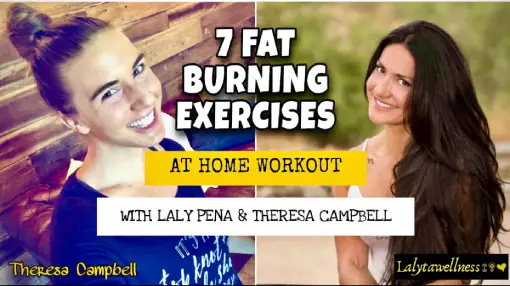 7 FAT
BURNING
EXERCISES
AT HOME WORKOUT
WITH LALY PENA & THERESA CAMPBELL
Theresa Campbell
Lalytawellness